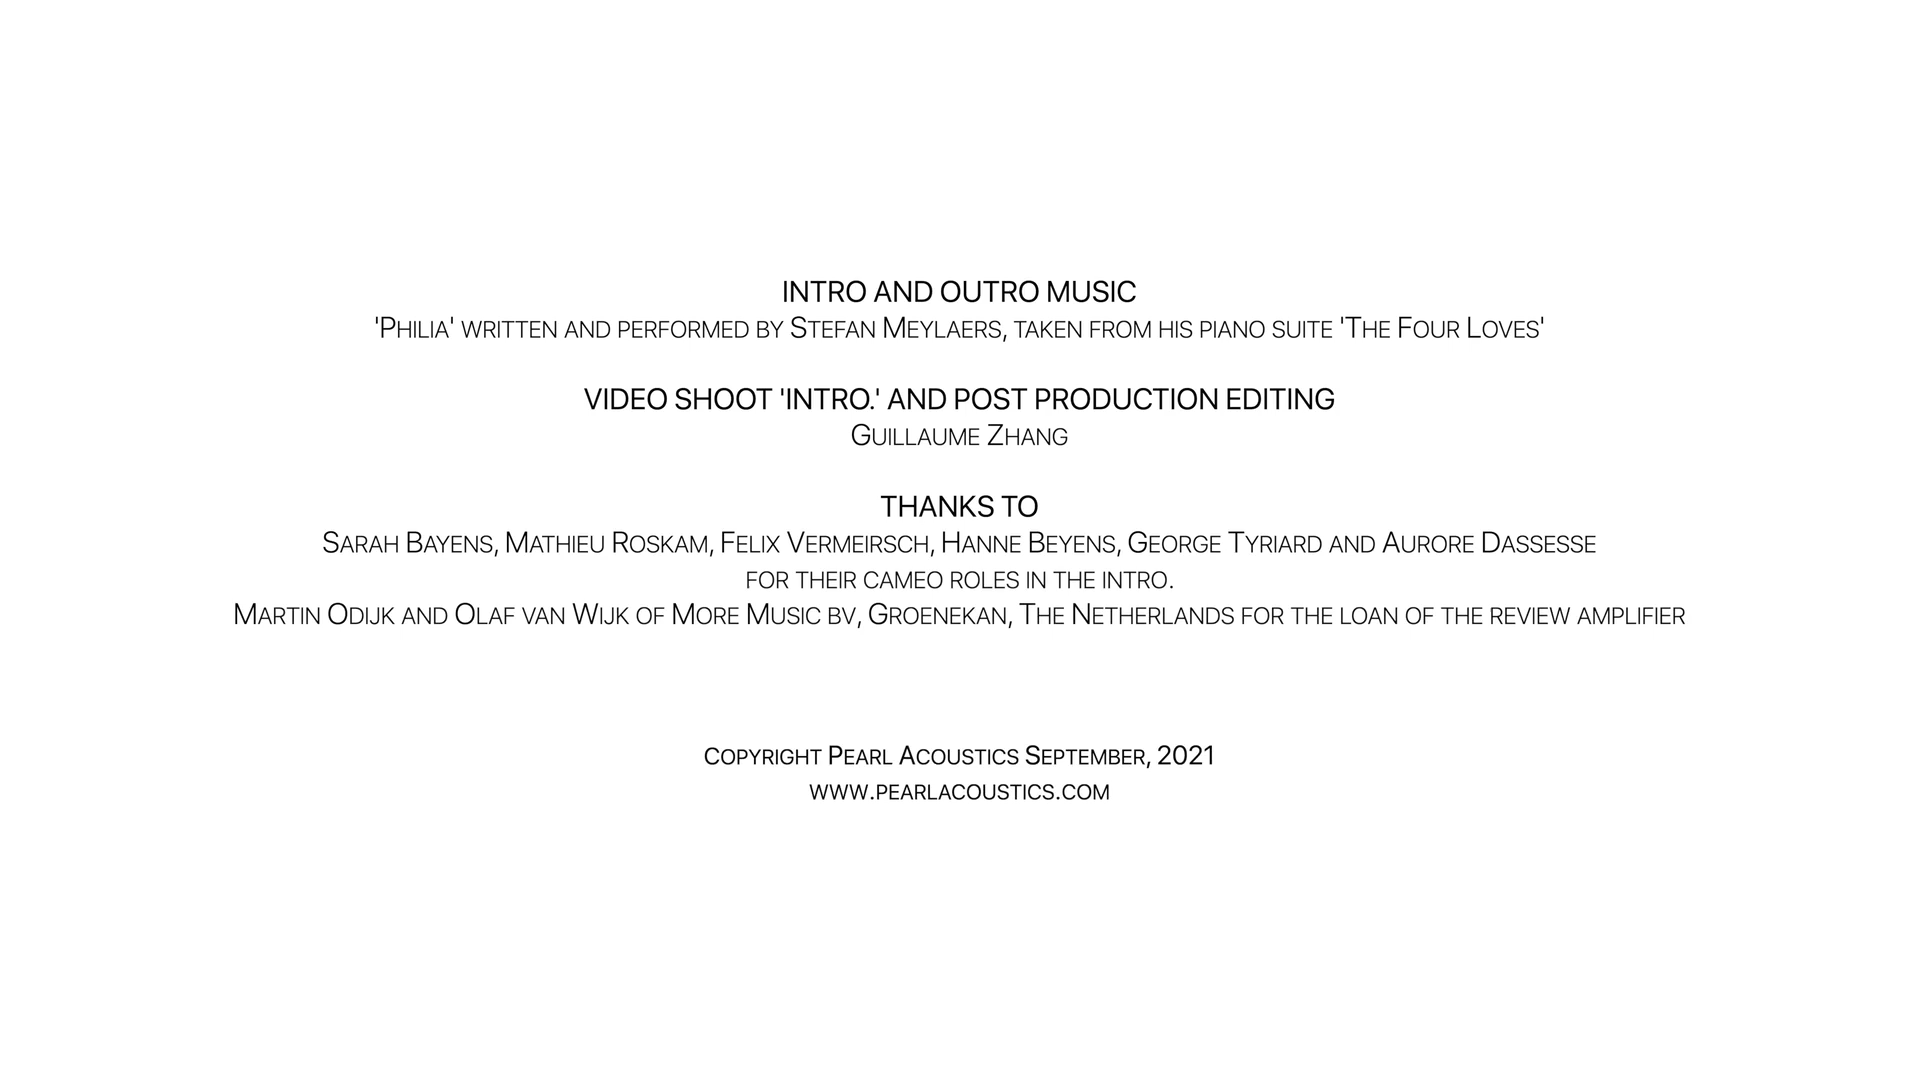 INTRO AND OUTRO MUSIC
'Philia' written and performed by Stefan Meylaers, taken from his piano suite 'The Four Loves'
VIDEO SHOOT 'INTRO.' AND POST PRODUCTION EDITING
Guillaume Zhang
THANKS TO
Sarah Bayens, Mathieu Roskam, Felix Vermeirsch, Hanne Beyens, George Tyriard and Aurore Dassesse
for their cameo roles in the intro.
Martin Odijk and Olaf van Wijk of More Music bv, Groenekan, The Netherlands for the loan of the review amplifier
copyright Pearl Acoustics September, 2021
www.pearlacoustics.com